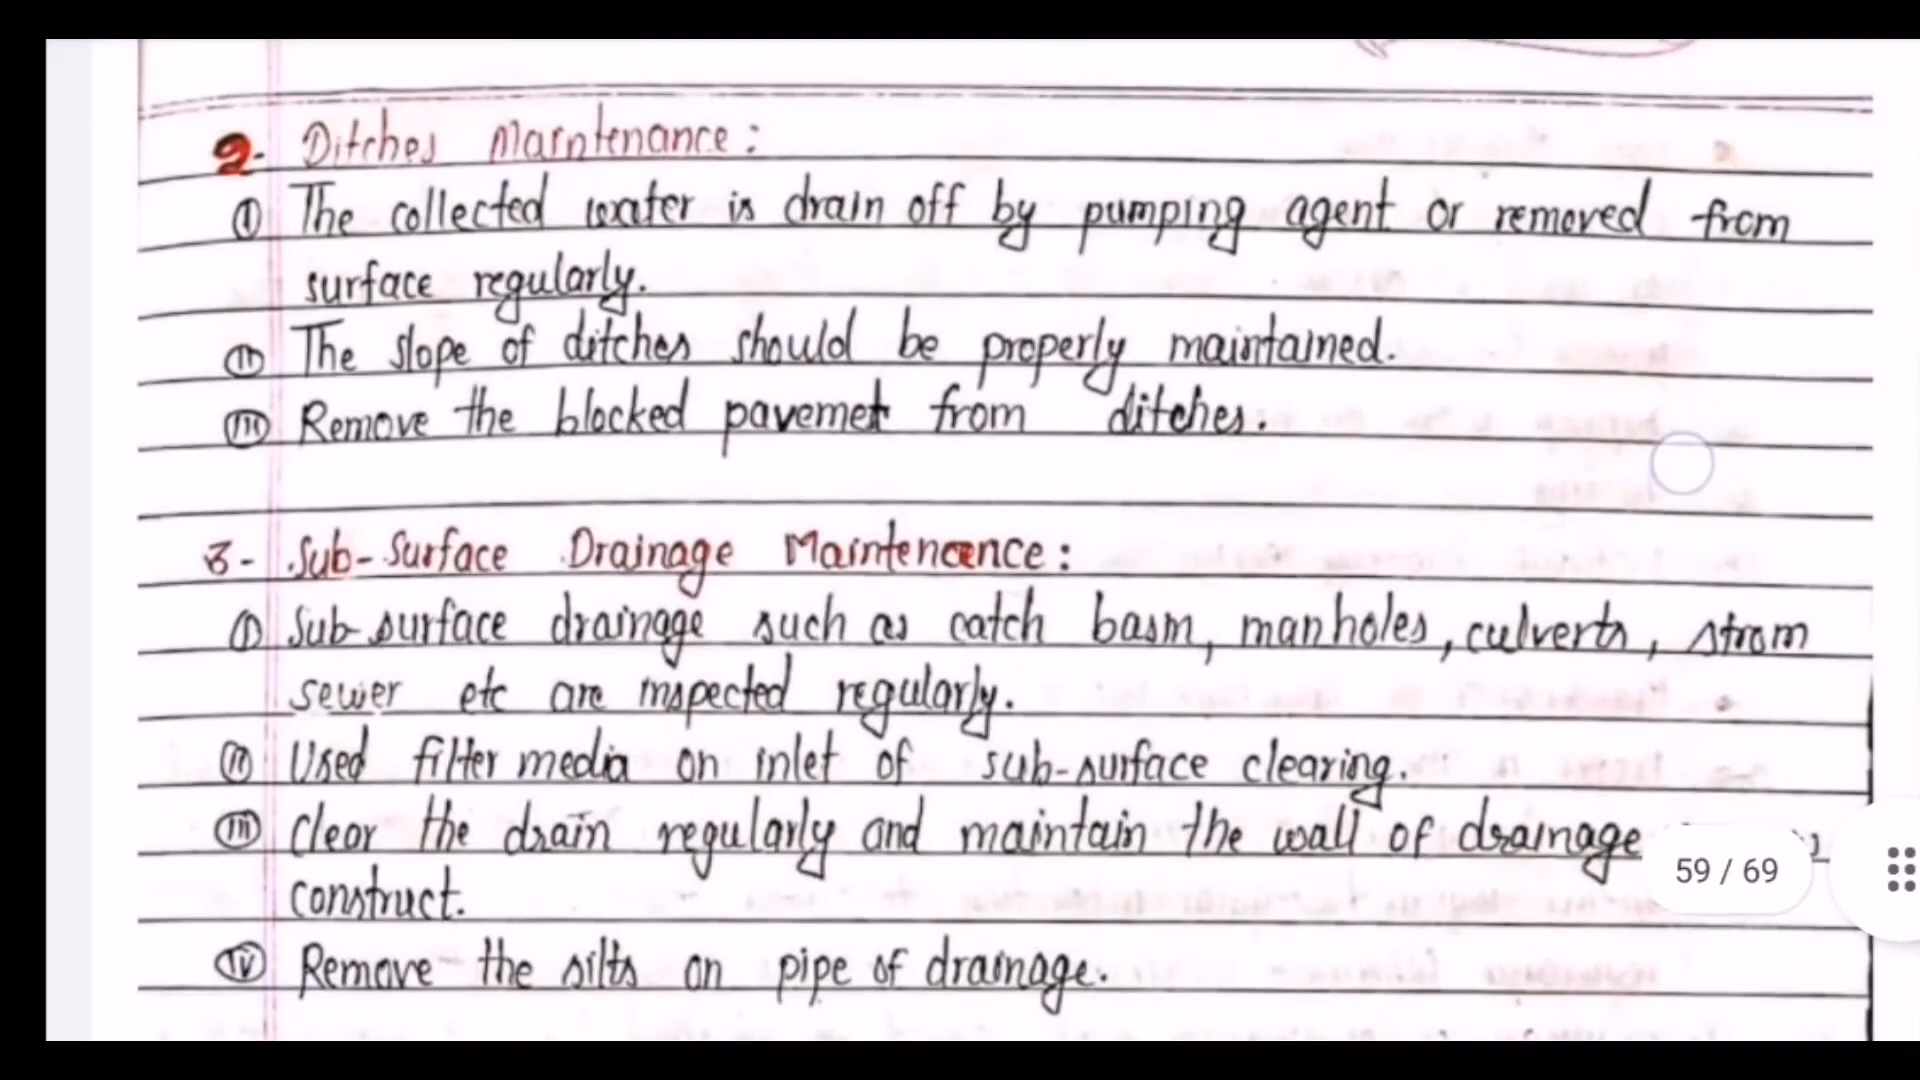 2- Ditches Maintenance:
(i) The collected water is drain off by pumping agent or removed from
surface regularly.
(ii) The slope of ditches should be properly maintained.
(iii) Remove the blocked pavemet from ditches.
3- Sub-Surface Drainage Maintenance:
(i) Sub-surface drainage such as catch basin, manholes, culverts, strom
sewer etc are inspected regularly.
(ii) Used filter media on inlet of sub-surface clearing.
(iii) Clear the drain regularly and maintain the wall of drainage
construct.
(iv) Remove the silts on pipe of drainage.
59 / 69